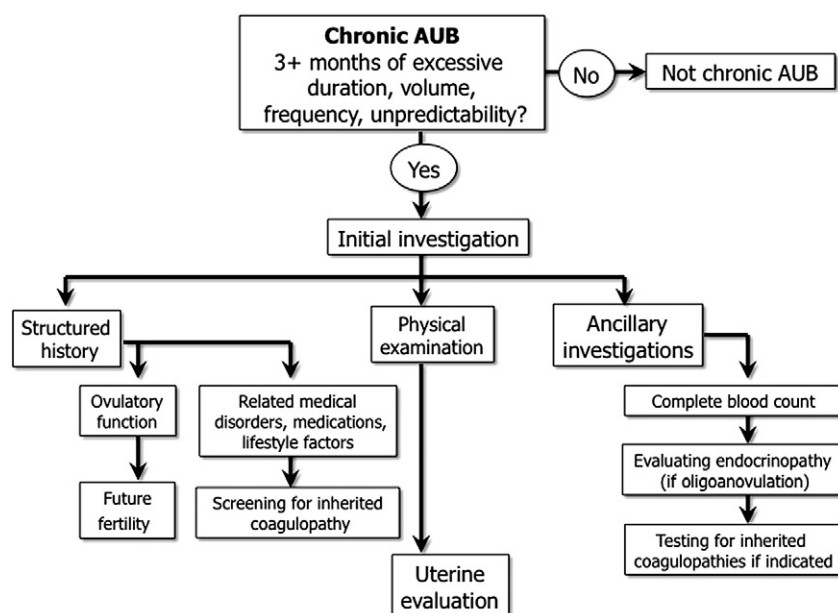 Chronic AUB
3+ months of excessive
duration, volume,
frequency, unpredictability?
No
Not chronic AUB
Yes
Initial investigation
Structured
history
Physical
examination
Ancillary
investigations
Ovulatory
function
Related medical
disorders, medications,
lifestyle factors
Complete blood count
Future
fertility
Screening for inherited
coagulopathy
Evaluating endocrinopathy
(if oligoanovulation)
Testing for inherited
coagulopathies if indicated
Uterine
evaluation